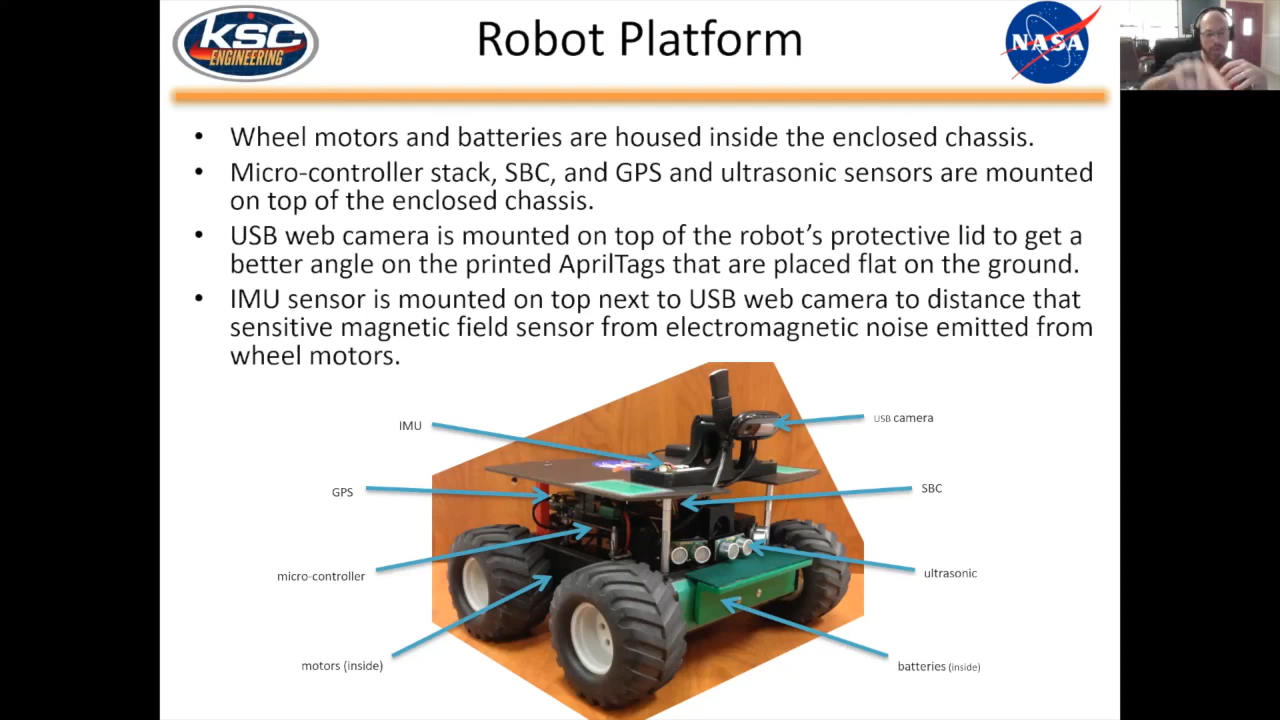 KSC
ENGINEERING
Robot Platform
NASA
• Wheel motors and batteries are housed inside the enclosed chassis.
• Micro-controller stack, SBC, and GPS and ultrasonic sensors are mounted
on top of the enclosed chassis.
• USB web camera is mounted on top of the robot’s protective lid to get a
better angle on the printed AprilTags that are placed flat on the ground.
• IMU sensor is mounted on top next to USB web camera to distance that
sensitive magnetic field sensor from electromagnetic noise emitted from
wheel motors.
IMU
USB camera
GPS
SBC
micro-controller
ultrasonic
motors (inside)
batteries (inside)